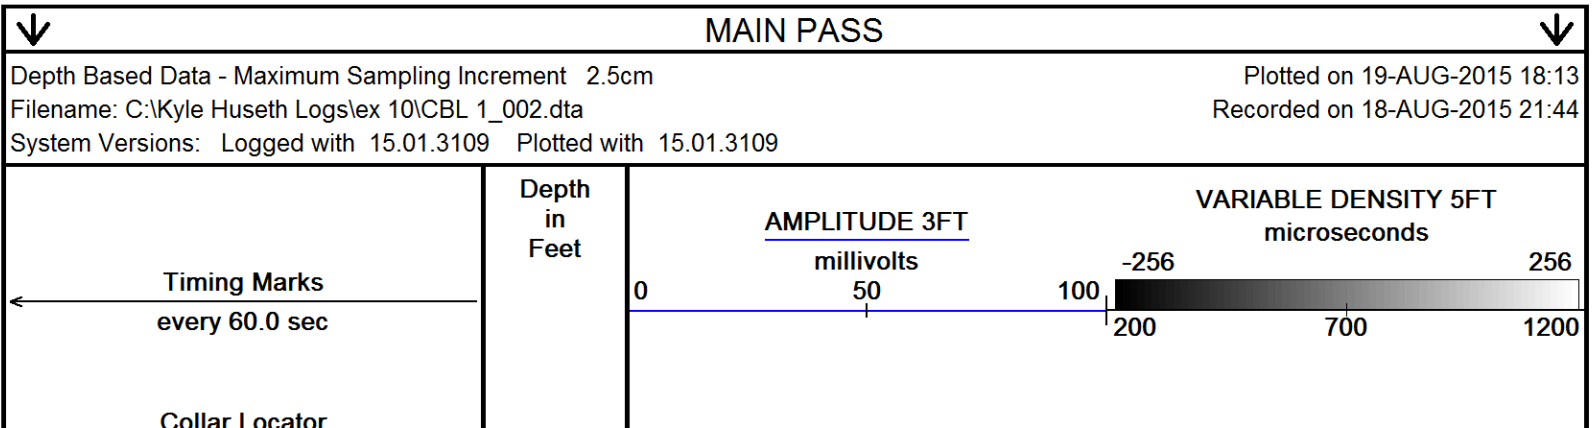 MAIN PASS
Depth Based Data - Maximum Sampling Increment 2.5cm
Plotted on 19-AUG-2015 18:13
Filename: C:\Kyle Huseth Logs\ex 10\CBL 1_002.dta
Recorded on 18-AUG-2015 21:44
System Versions: Logged with 15.01.3109 Plotted with 15.01.3109
Timing Marks
every 60.0 sec
Collar Locator
Depth
in
Feet
AMPLITUDE 3FT
millivolts
0 50 100
VARIABLE DENSITY 5FT
microseconds
-256 256
200 700 1200